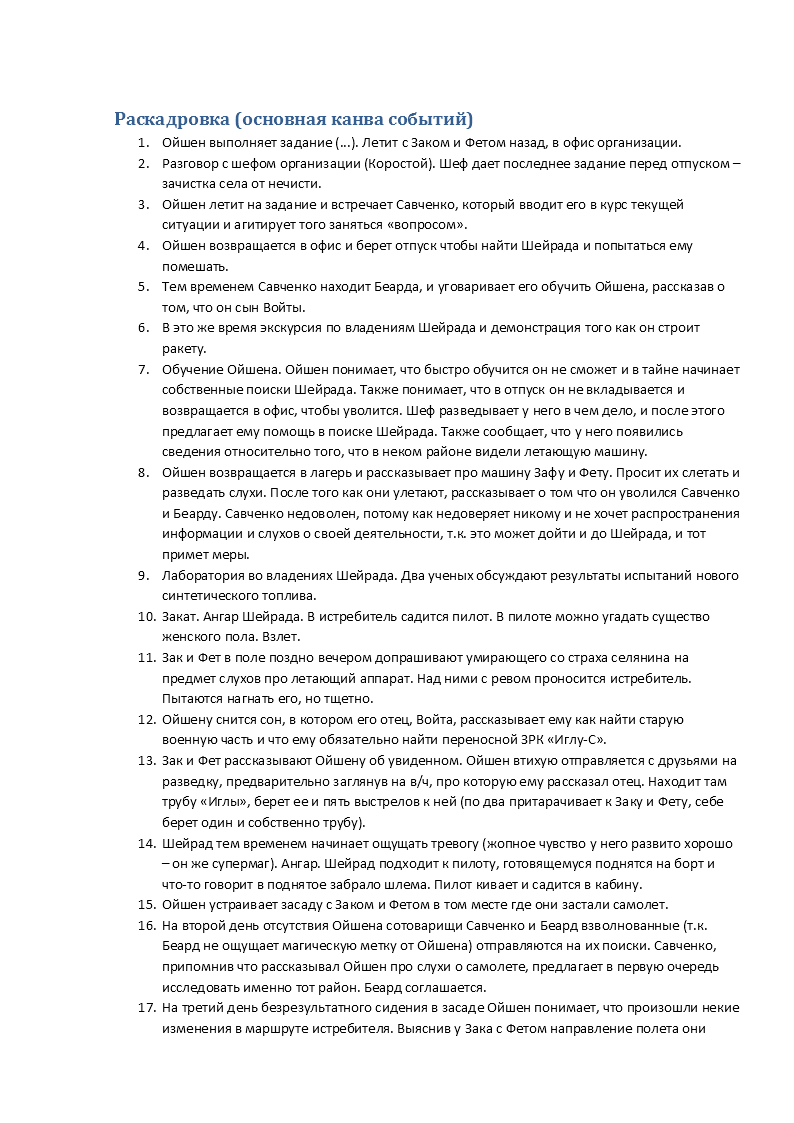 Раскадровка (основная канва событий)
1. Ойшен выполняет задание (...). Летит с Заком и Фетом назад, в офис организации.
2. Разговор с шефом организации (Коростой). Шеф дает последнее задание перед отпуском –
зачистка села от нечисти.
3. Ойшен летит на задание и встречает Савченко, который вводит его в курс текущей
ситуации и агитирует того заняться «вопросом».
4. Ойшен возвращается в офис и берет отпуск чтобы найти Шейрада и попытаться ему
помешать.
5. Тем временем Савченко находит Беарда, и уговаривает его обучить Ойшена, рассказав о
том, что он сын Войты.
6. В это же время экскурсия по владениям Шейрада и демонстрация того как он строит
ракету.
7. Обучение Ойшена. Ойшен понимает, что быстро обучится он не сможет и в тайне начинает
собственные поиски Шейрада. Также понимает, что в отпуск он не вкладывается и
возвращается в офис, чтобы уволится. Шеф разведывает у него в чем дело, и после этого
предлагает ему помощь в поиске Шейрада. Также сообщает, что у него появились
сведения относительно того, что в неком районе видели летающую машину.
8. Ойшен возвращается в лагерь и рассказывает про машину Зафу и Фету. Просит их слетать и
разведать слухи. После того как они улетают, рассказывает о том что он уволился Савченко
и Беарду. Савченко недоволен, потому как недоверяет никому и не хочет распространения
информации и слухов о своей деятельности, т.к. это может дойти и до Шейрада, и тот
примет меры.
9. Лаборатория во владениях Шейрада. Два ученых обсуждают результаты испытаний нового
синтетического топлива.
10. Закат. Ангар Шейрада. В истребитель садится пилот. В пилоте можно угадать существо
женского пола. Взлет.
11. Зак и Фет в поле поздно вечером допрашивают умирающего со страха селянина на
предмет слухов про летающий аппарат. Над ними с ревом проносится истребитель.
Пытаются нагнать его, но тщетно.
12. Ойшену снится сон, в котором его отец, Войта, рассказывает ему как найти старую
военную часть и что ему обязательно найти переносной ЗРК «Иглу-С».
13. Зак и Фет рассказывают Ойшену об увиденном. Ойшен втихую отправляется с друзьями на
разведку, предварительно заглянув на в/ч, про которую ему рассказал отец. Находит там
трубу «Иглы», берет ее и пять выстрелов к ней (по два притарачивает к Заку и Фету, себе
берет один и собственно трубу).
14. Шейрад тем временем начинает ощущать тревогу (жопное чувство у него развито хорошо
– он же супермаг). Ангар. Шейрад подходит к пилоту, готовящемуся поднятся на борт и
что-то говорит в поднятое забрало шлема. Пилот кивает и садится в кабину.
15. Ойшен устраивает засаду с Заком и Фетом в том месте где они застали самолет.
16. На второй день отсутствия Ойшена сотоварищи Савченко и Беард взволнованные (т.к.
Беард не ощущает магическую метку от Ойшена) отправляются на их поиски. Савченко,
припомнив что рассказывал Ойшен про слухи о самолете, предлагает в первую очередь
исследовать именно тот район. Беард соглашается.
17. На третий день безрезультатного сидения в засаде Ойшен понимает, что произошли некие
изменения в маршруте истребителя. Выяснив у Зака с Фетом направление полета они